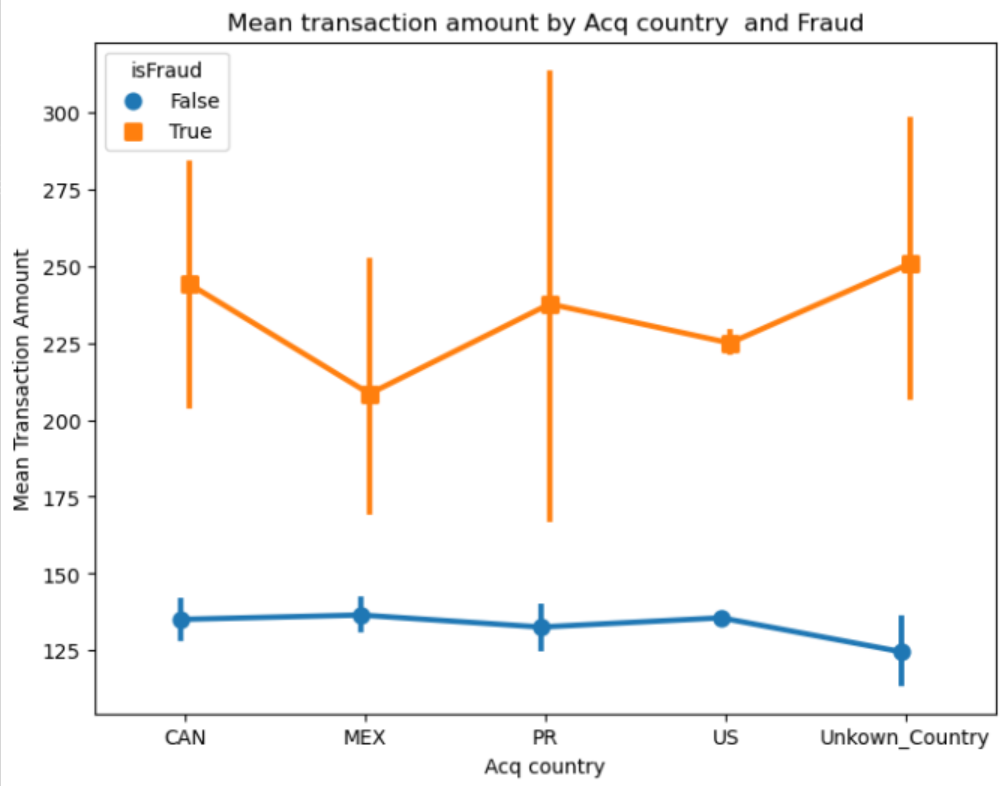 Mean transaction amount by Acq country  and Fraud
isFraud
False
True
300
275
250
225
200
175
150
125
Mean Transaction Amount
CAN
MEX
PR
US
Unkown_Country
Acq country